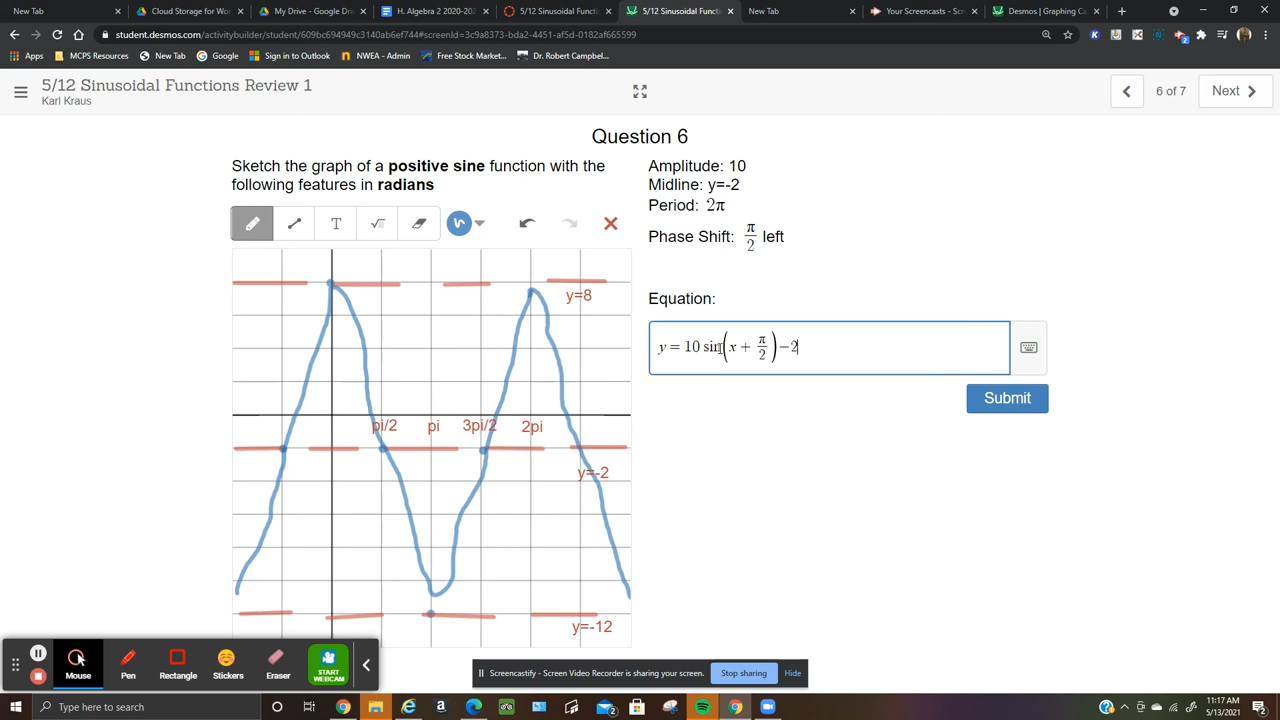 New Tab
Cloud Storage for Wo
My Drive - Google Dri
H. Algebra 2 2020-202
5/12 Sinusoidal Functi
5/12 Sinusoidal Functi
New Tab
Your Screencasts - Scr
Desmos | Graphing Ca
student.desmos.com/activitybuilder/student/609bc694949c3140ab6ef744#screenId=3c9a8373-bda2-4451-af5d-0182af665599
Apps
MCPS Resources
New Tab
Google
Sign in to Outlook
NWEA - Admin
Free Stock Market...
Dr. Robert Campbel...
5/12 Sinusoidal Functions Review 1
Karl Kraus
6 of 7
Next
Question 6
Sketch the graph of a positive sine function with the
following features in radians
Amplitude: 10
Midline: y=-2
Period: 2π
Phase Shift: π/2 left
T
Equation:
y = 10 sin(x + π/2) −2
Submit
y=8
pi/2
pi
3pi/2
2pi
y=-2
y=-12
Mouse
Pen
Rectangle
Stickers
Eraser
START
WEBCAM
Screencastify - Screen Video Recorder is sharing your screen.
Stop sharing
Hide
Type here to search
11:17 AM
5/13/2021